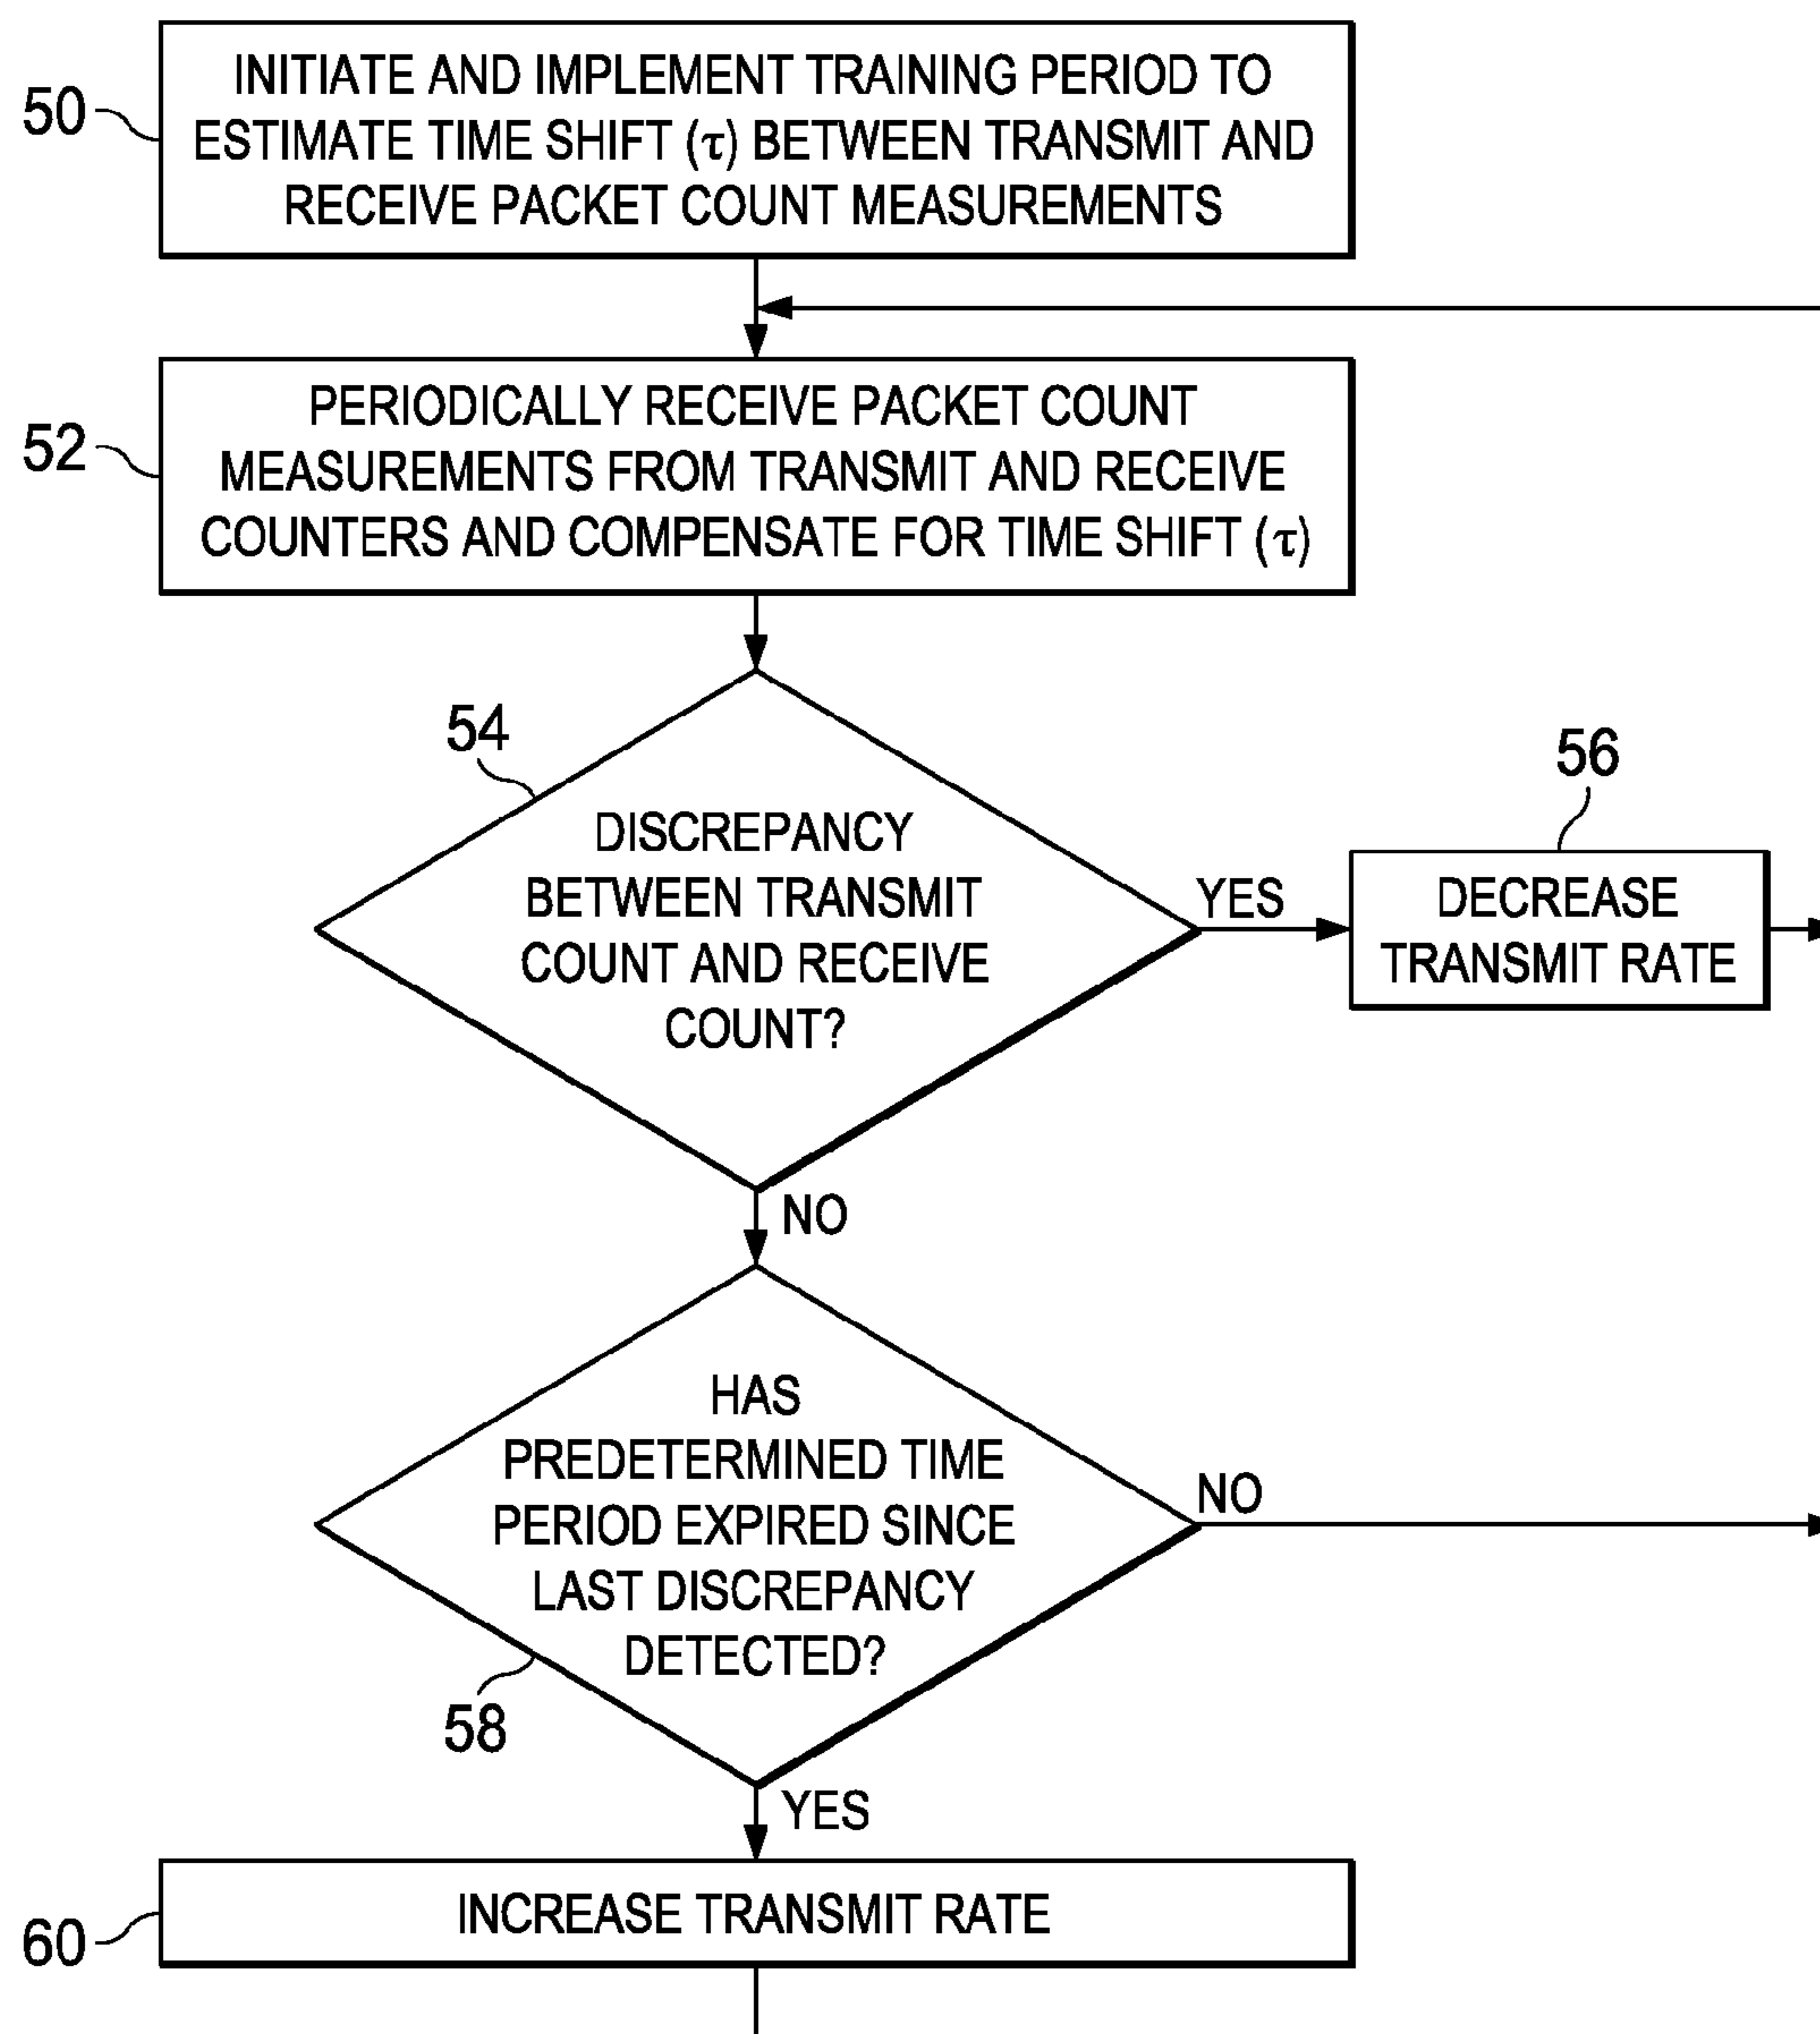 50
INITIATE AND IMPLEMENT TRAINING PERIOD TO
ESTIMATE TIME SHIFT (τ) BETWEEN TRANSMIT AND
RECEIVE PACKET COUNT MEASUREMENTS
52
PERIODICALLY RECEIVE PACKET COUNT
MEASUREMENTS FROM TRANSMIT AND RECEIVE
COUNTERS AND COMPENSATE FOR TIME SHIFT (τ)
54
DISCREPANCY
BETWEEN TRANSMIT
COUNT AND RECEIVE
COUNT?
YES
56
DECREASE
TRANSMIT RATE
NO
HAS
PREDETERMINED TIME
PERIOD EXPIRED SINCE
LAST DISCREPANCY
DETECTED?
NO
58
YES
60
INCREASE TRANSMIT RATE